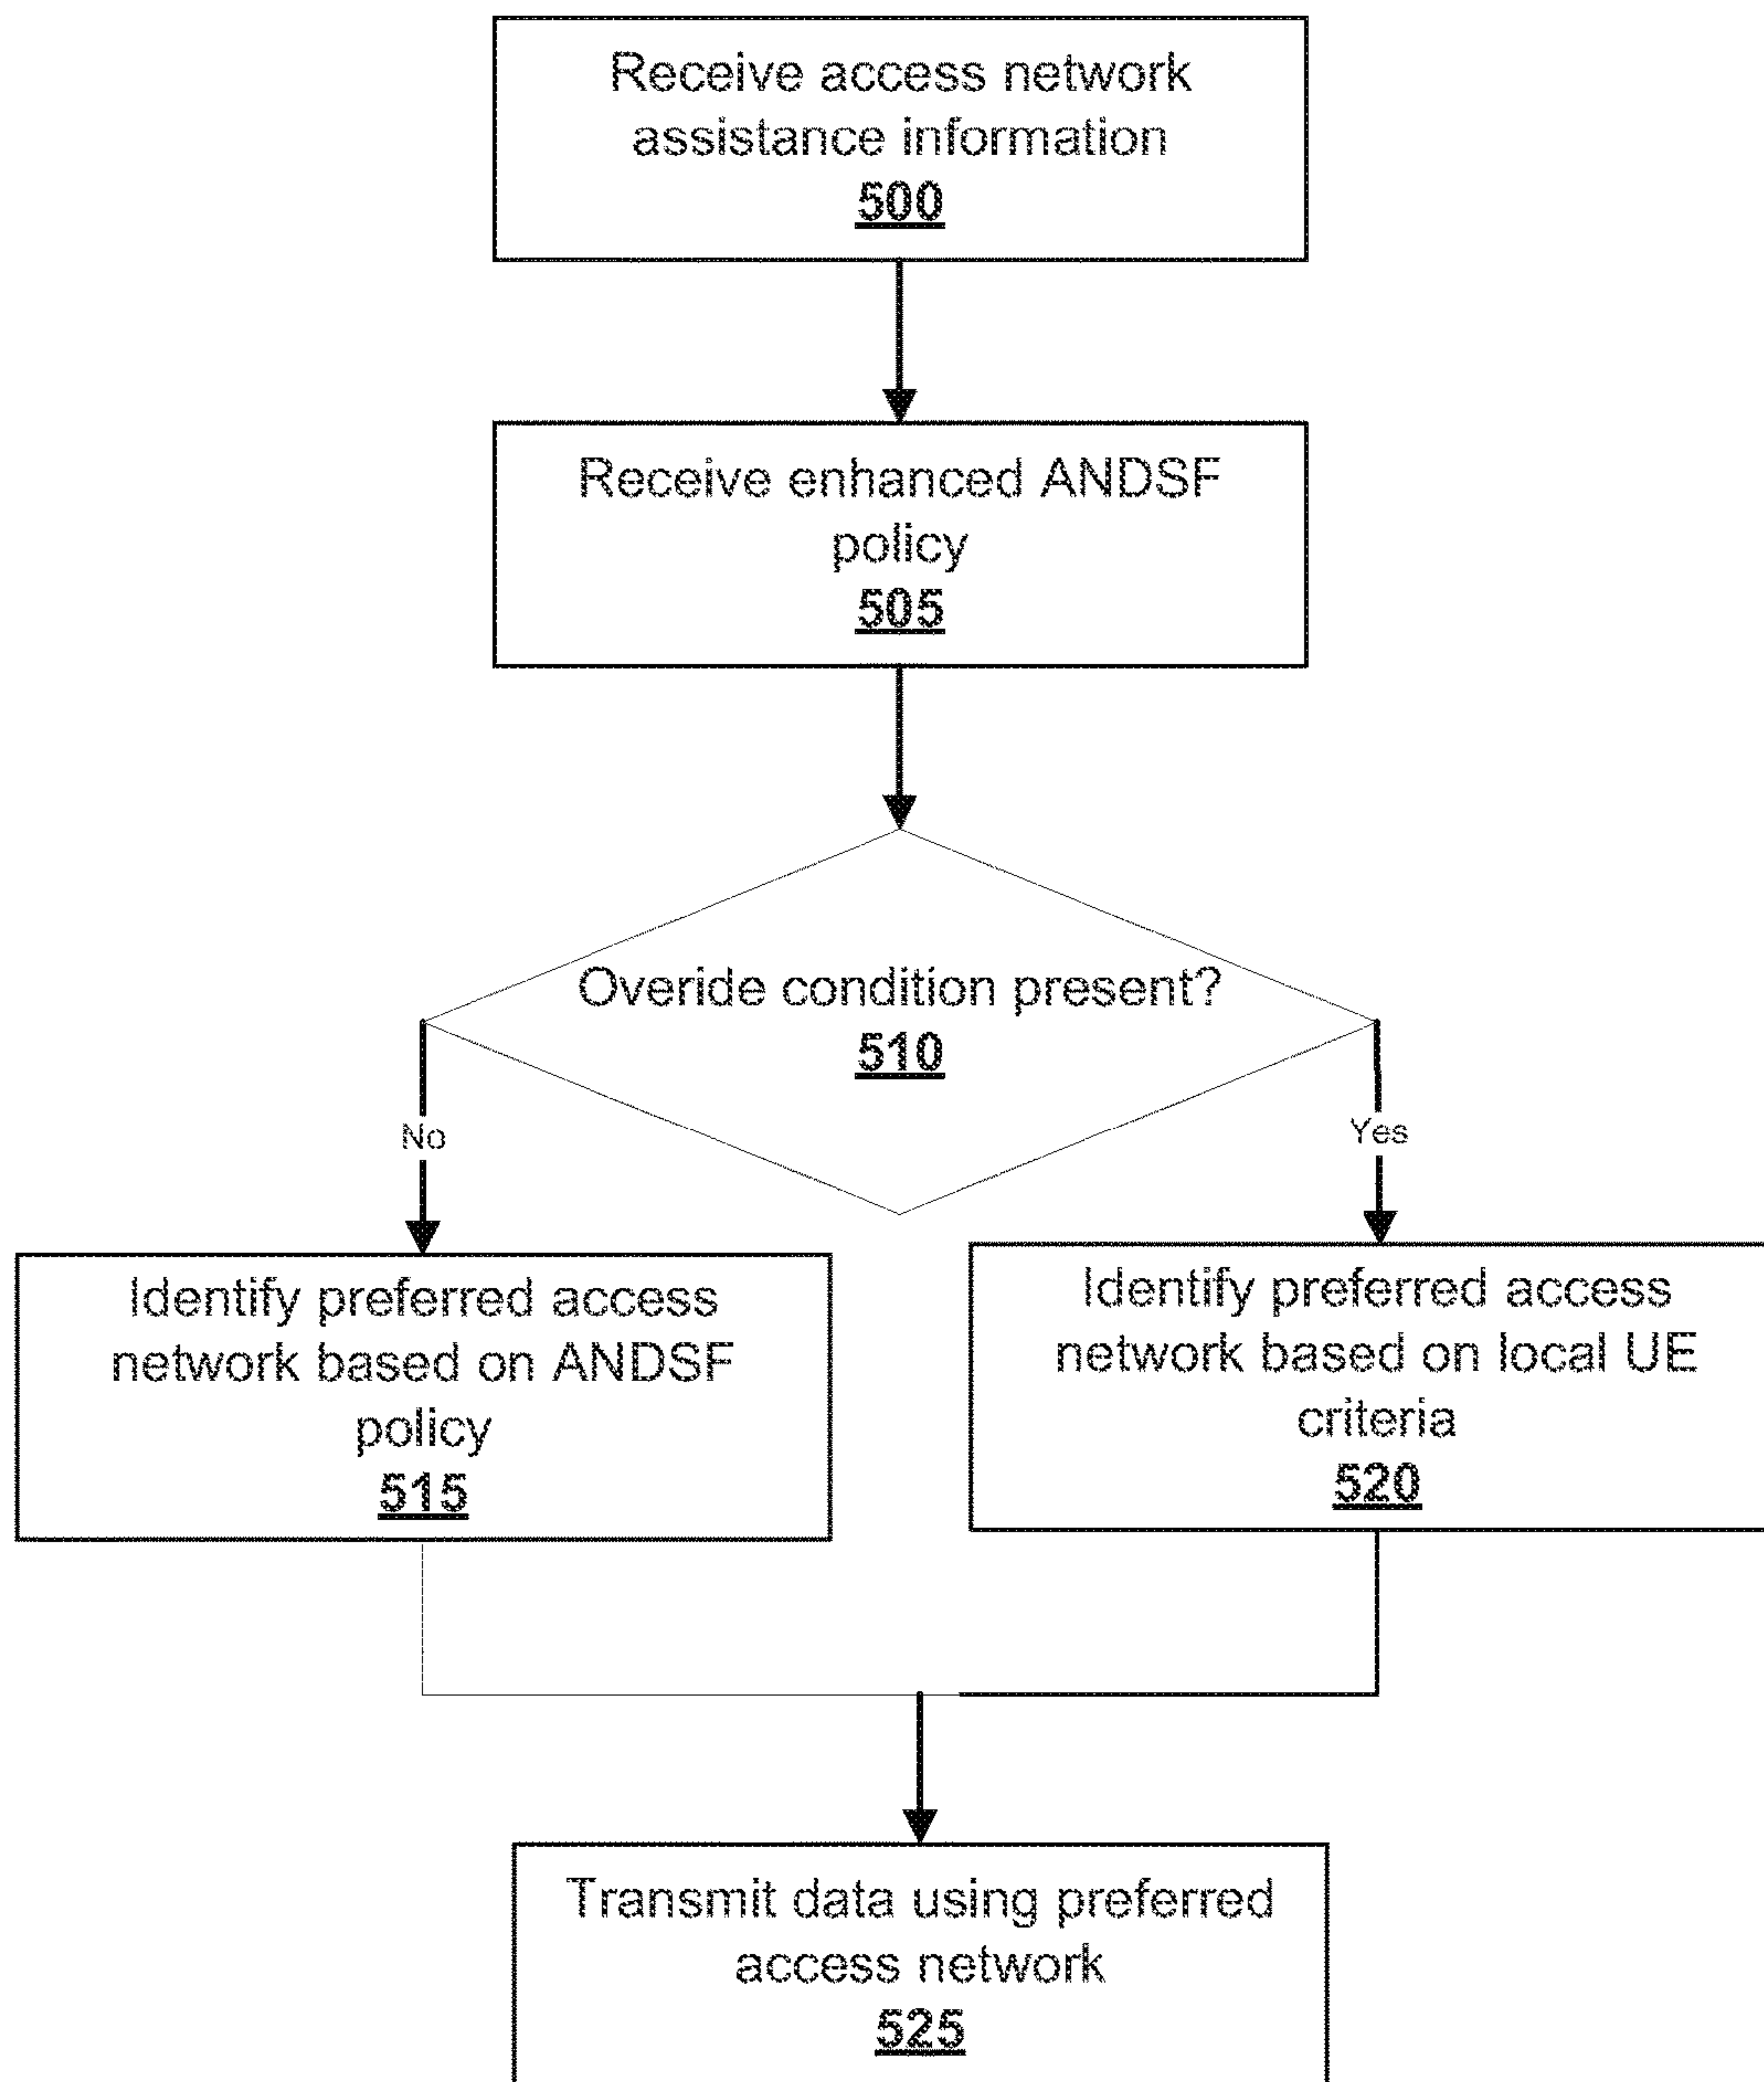 Receive access network
assistance information
500
Receive enhanced ANDSF
policy
505
Overide condition present?
510
No
Yes
Identify preferred access
network based on ANDSF
policy
515
Identify preferred access
network based on local UE
criteria
520
Transmit data using preferred
access network
525